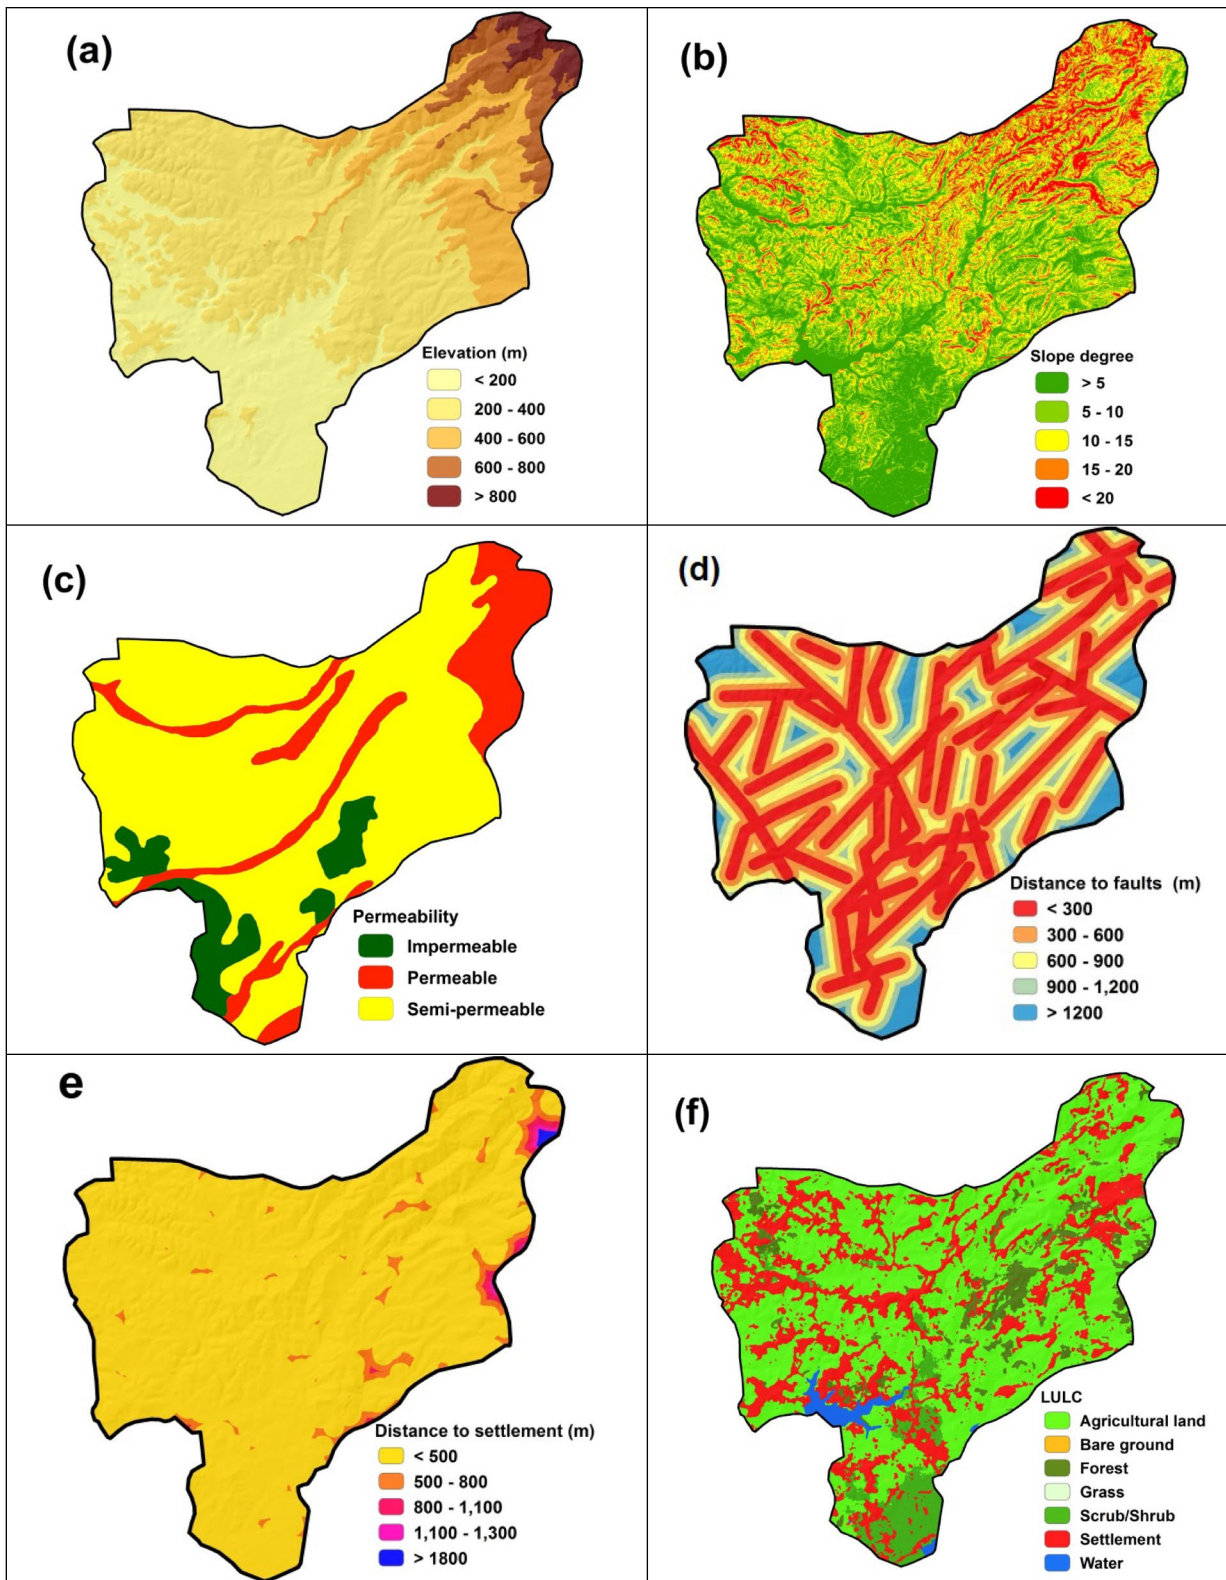 (a)
Elevation (m)
< 200
200 - 400
400 - 600
600 - 800
> 800
(b)
Slope degree
> 5
5 - 10
10 - 15
15 - 20
< 20
(c)
Permeability
Impermeable
Permeable
Semi-permeable
(d)
Distance to faults (m)
< 300
300 - 600
600 - 900
900 - 1,200
> 1200
e
Distance to settlement (m)
< 500
500 - 800
800 - 1,100
1,100 - 1,300
> 1800
(f)
LULC
Agricultural land
Bare ground
Forest
Grass
Scrub/Shrub
Settlement
Water